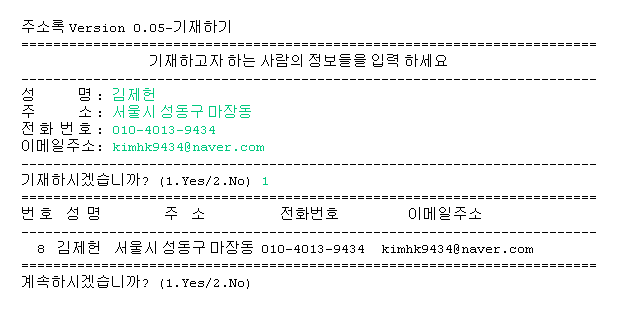 주소록 Version 0.05-기재하기
================================================================
기재하고자 하는 사람의 정보들을 입력 하세요
----------------------------------------------------------------
성 명 : 김제헌
주 소 : 서울시 성동구 마장동
전 화 번 호 : 010-4013-9434
이메일주소 : kimhk9434@naver.com
----------------------------------------------------------------
기재하시겠습니까? (1.Yes/2.No) 1
================================================================
번 호 성 명 주 소 전화번호 이메일주소
----------------------------------------------------------------
8 김제헌 서울시 성동구 마장동 010-4013-9434 kimhk9434@naver.com
================================================================
계속하시겠습니까? (1.Yes/2.No)